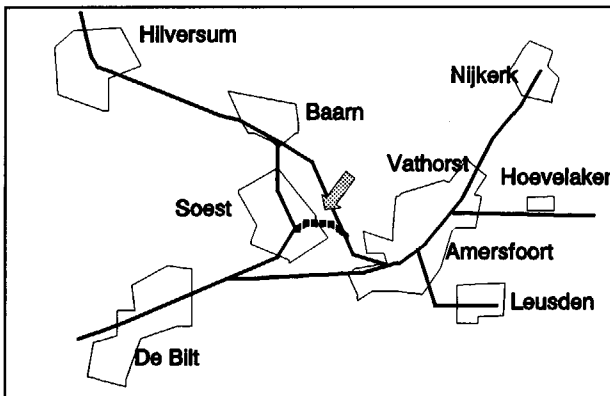 Hilversum
Nijkerk
Baarn
Vathorst
Hoevelaken
Soest
Amersfoort
Leusden
De Bilt